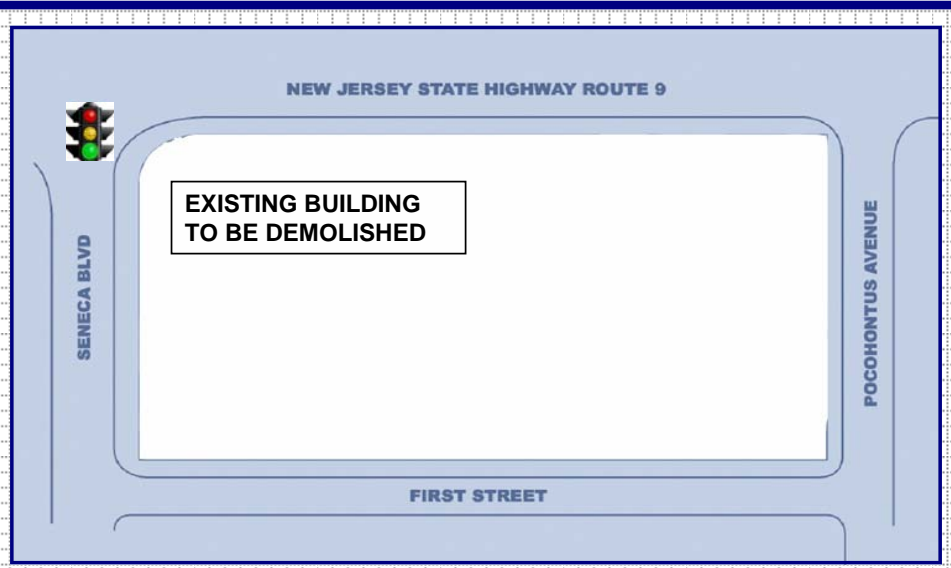 NEW JERSEY STATE HIGHWAY ROUTE 9
EXISTING BUILDING
TO BE DEMOLISHED
SENECA BLVD
POCOHONTUS AVENUE
FIRST STREET